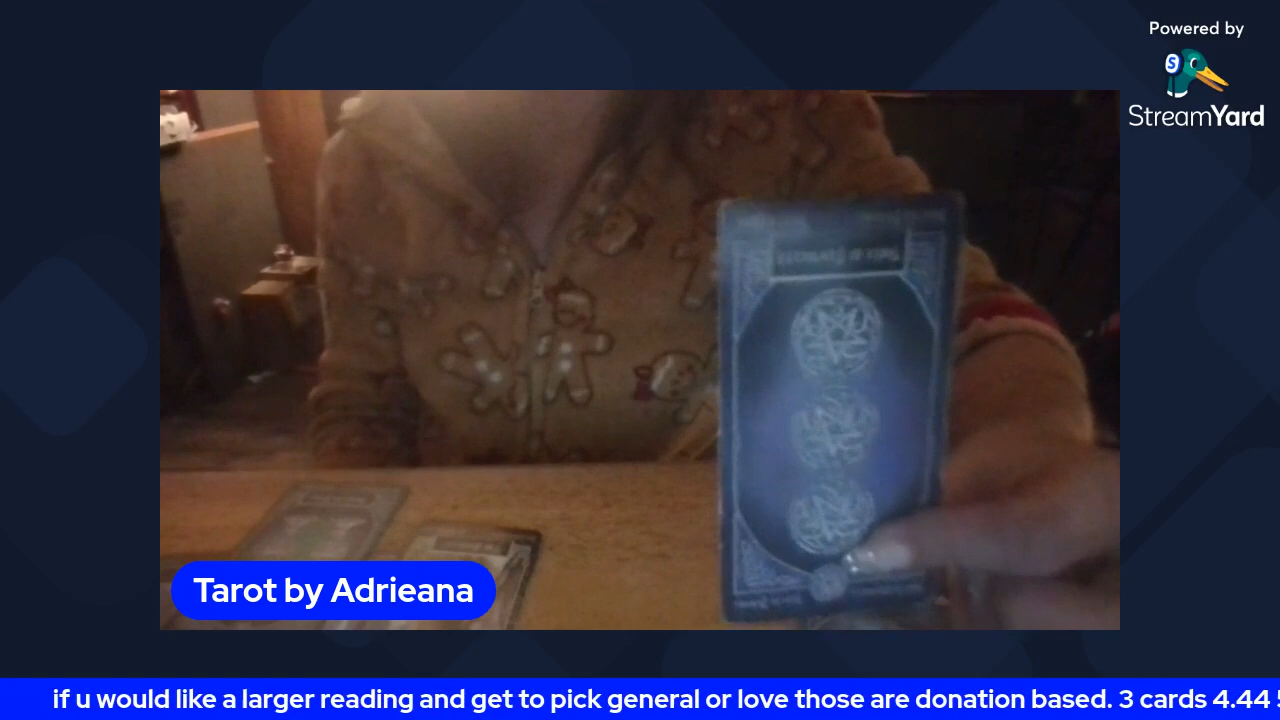 Powered by
StreamYard
Tarot by Adrieana
if u would like a larger reading and get to pick general or love those are donation based. 3 cards 4.44